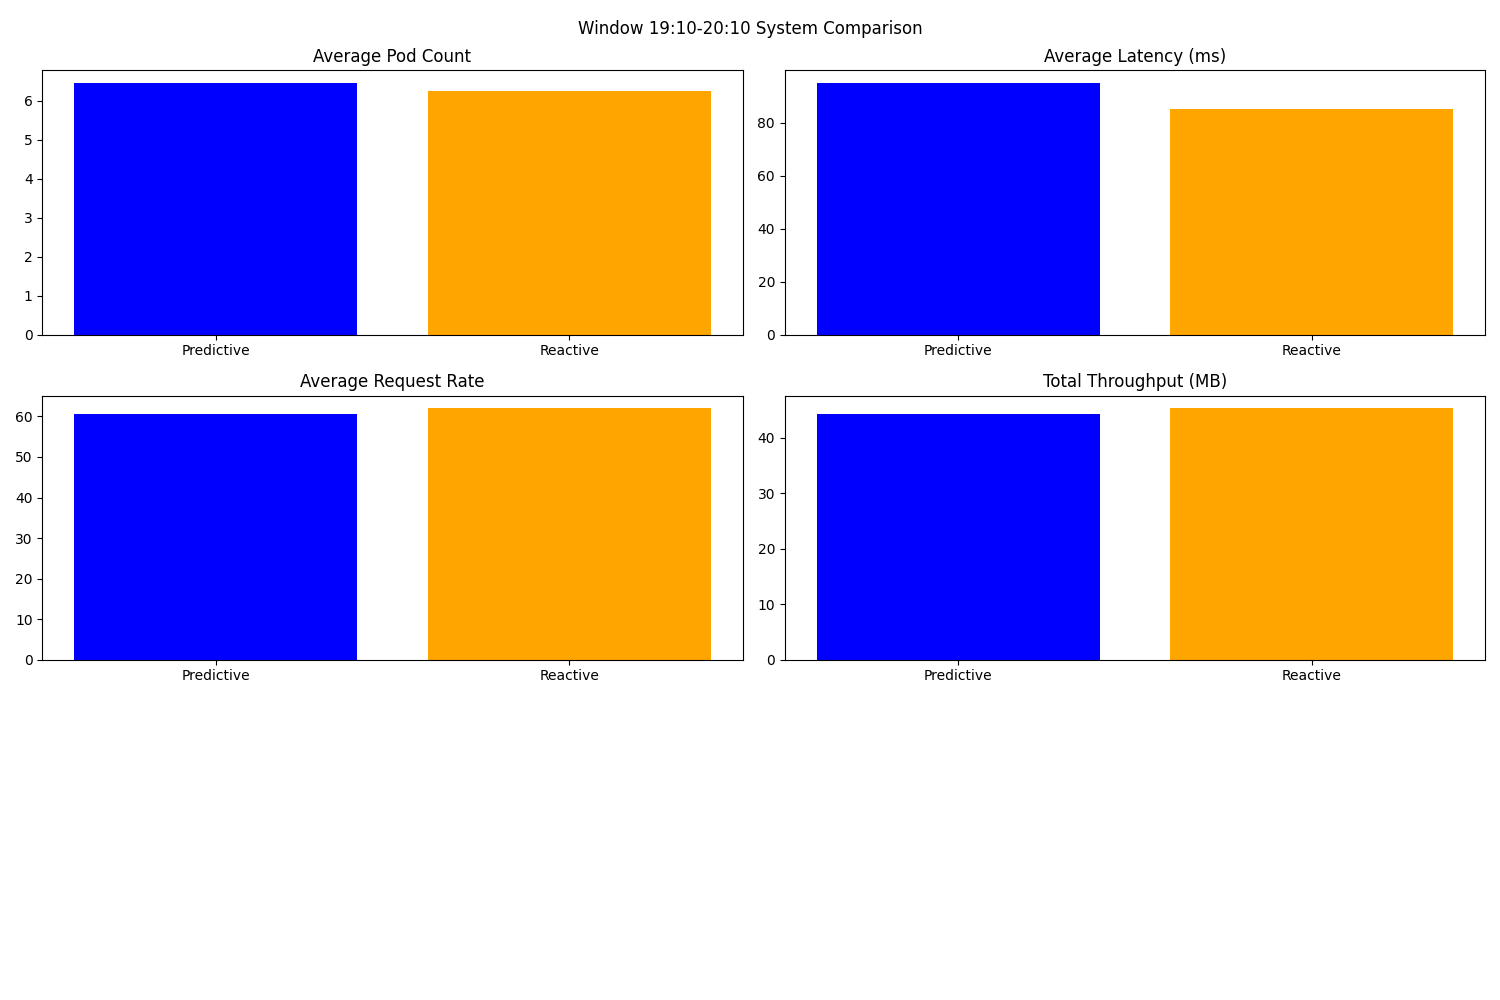 Window 19:10-20:10 System Comparison
Average Pod Count
6
5
4
3
2
1
0
Predictive
Reactive
Average Latency (ms)
80
60
40
20
0
Predictive
Reactive
Average Request Rate
60
50
40
30
20
10
0
Predictive
Reactive
Total Throughput (MB)
40
30
20
10
0
Predictive
Reactive